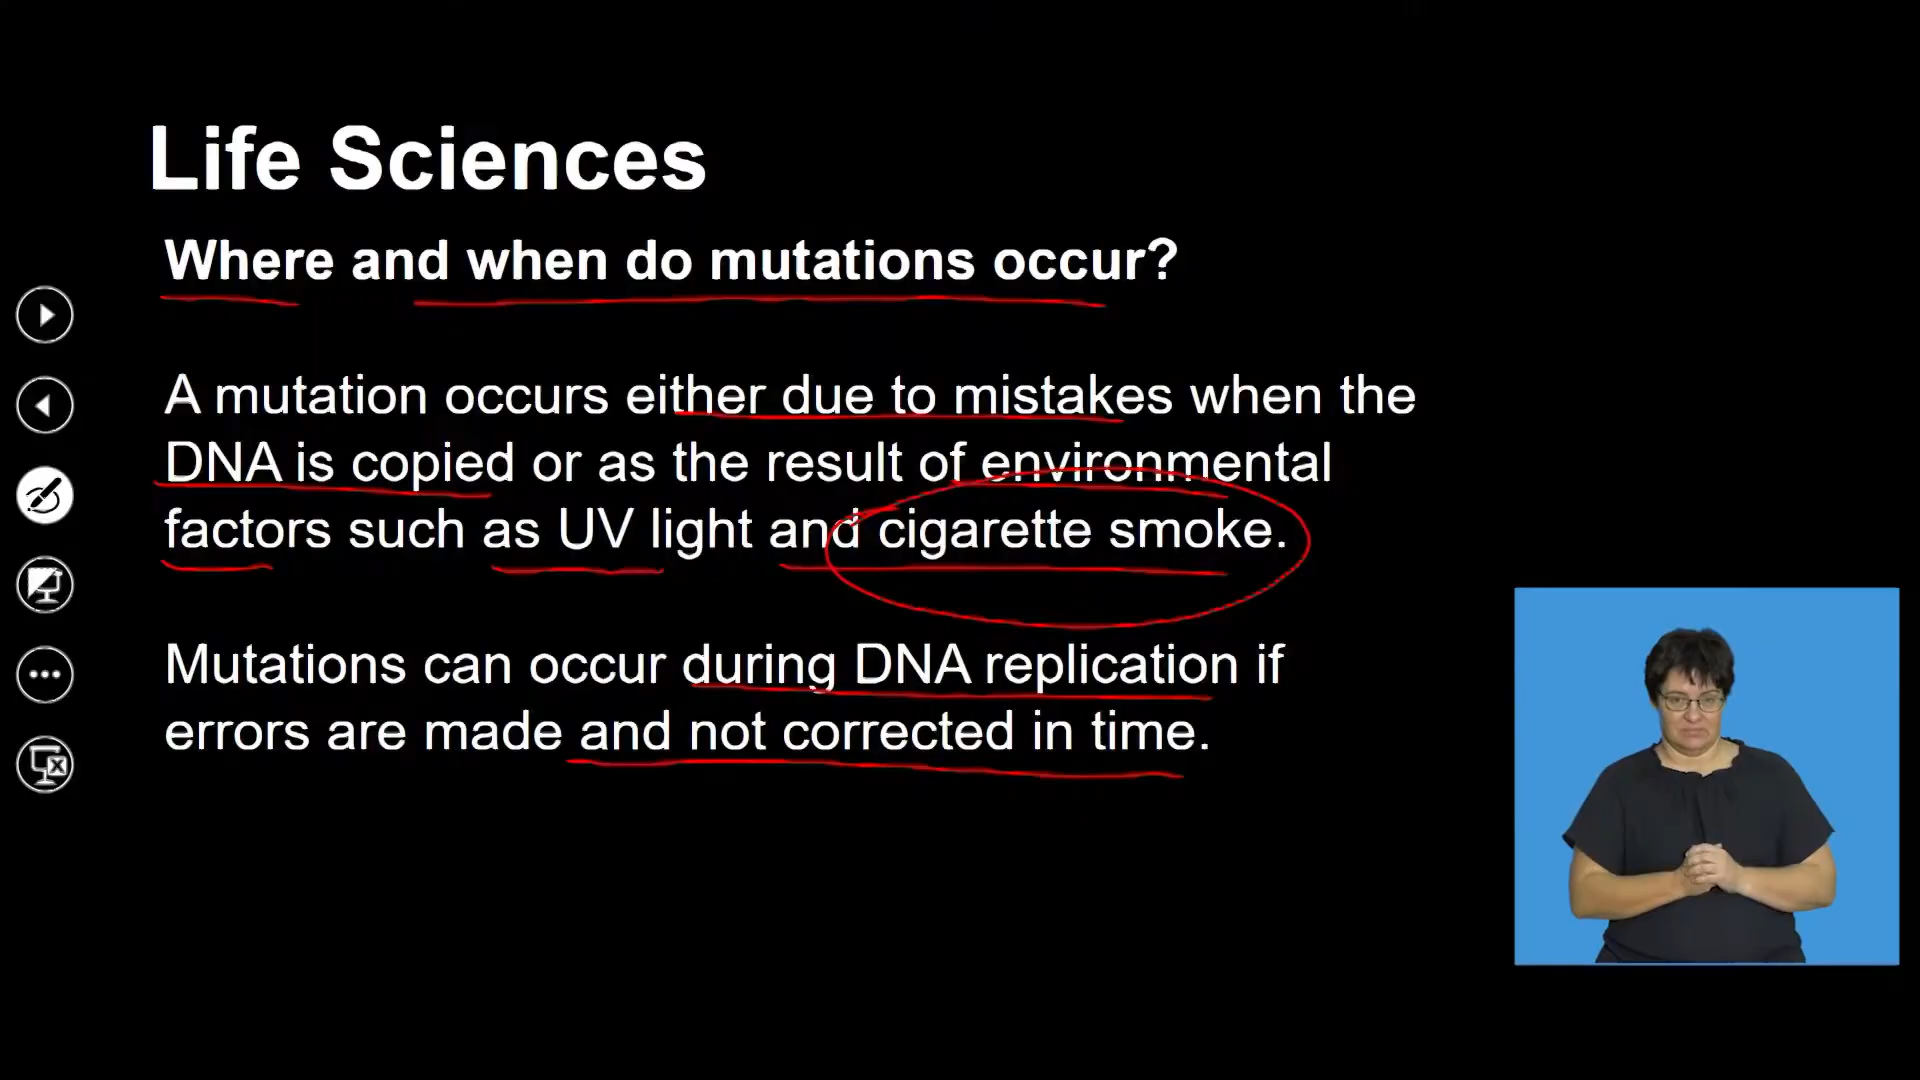 Life Sciences
Where and when do mutations occur?
A mutation occurs either due to mistakes when the
DNA is copied or as the result of environmental
factors such as UV light and cigarette smoke.
Mutations can occur during DNA replication if
errors are made and not corrected in time.